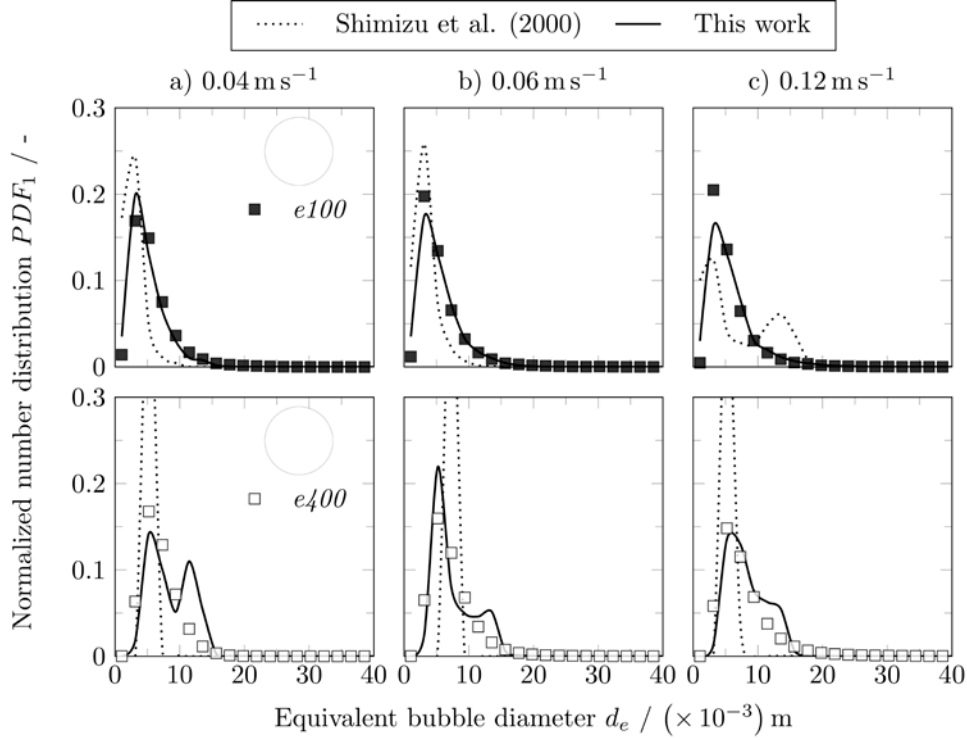 Shimizu et al. (2000) This work
a) 0.04 m s⁻¹ b) 0.06 m s⁻¹ c) 0.12 m s⁻¹
Normalized number distribution PDF₁ / -
0.3
0.2
0.1
0
e100
0.3
0.2
0.1
0
e400
0 10 20 30 40 0 10 20 30 40 0 10 20 30 40
Equivalent bubble diameter dₑ / (×10⁻³) m